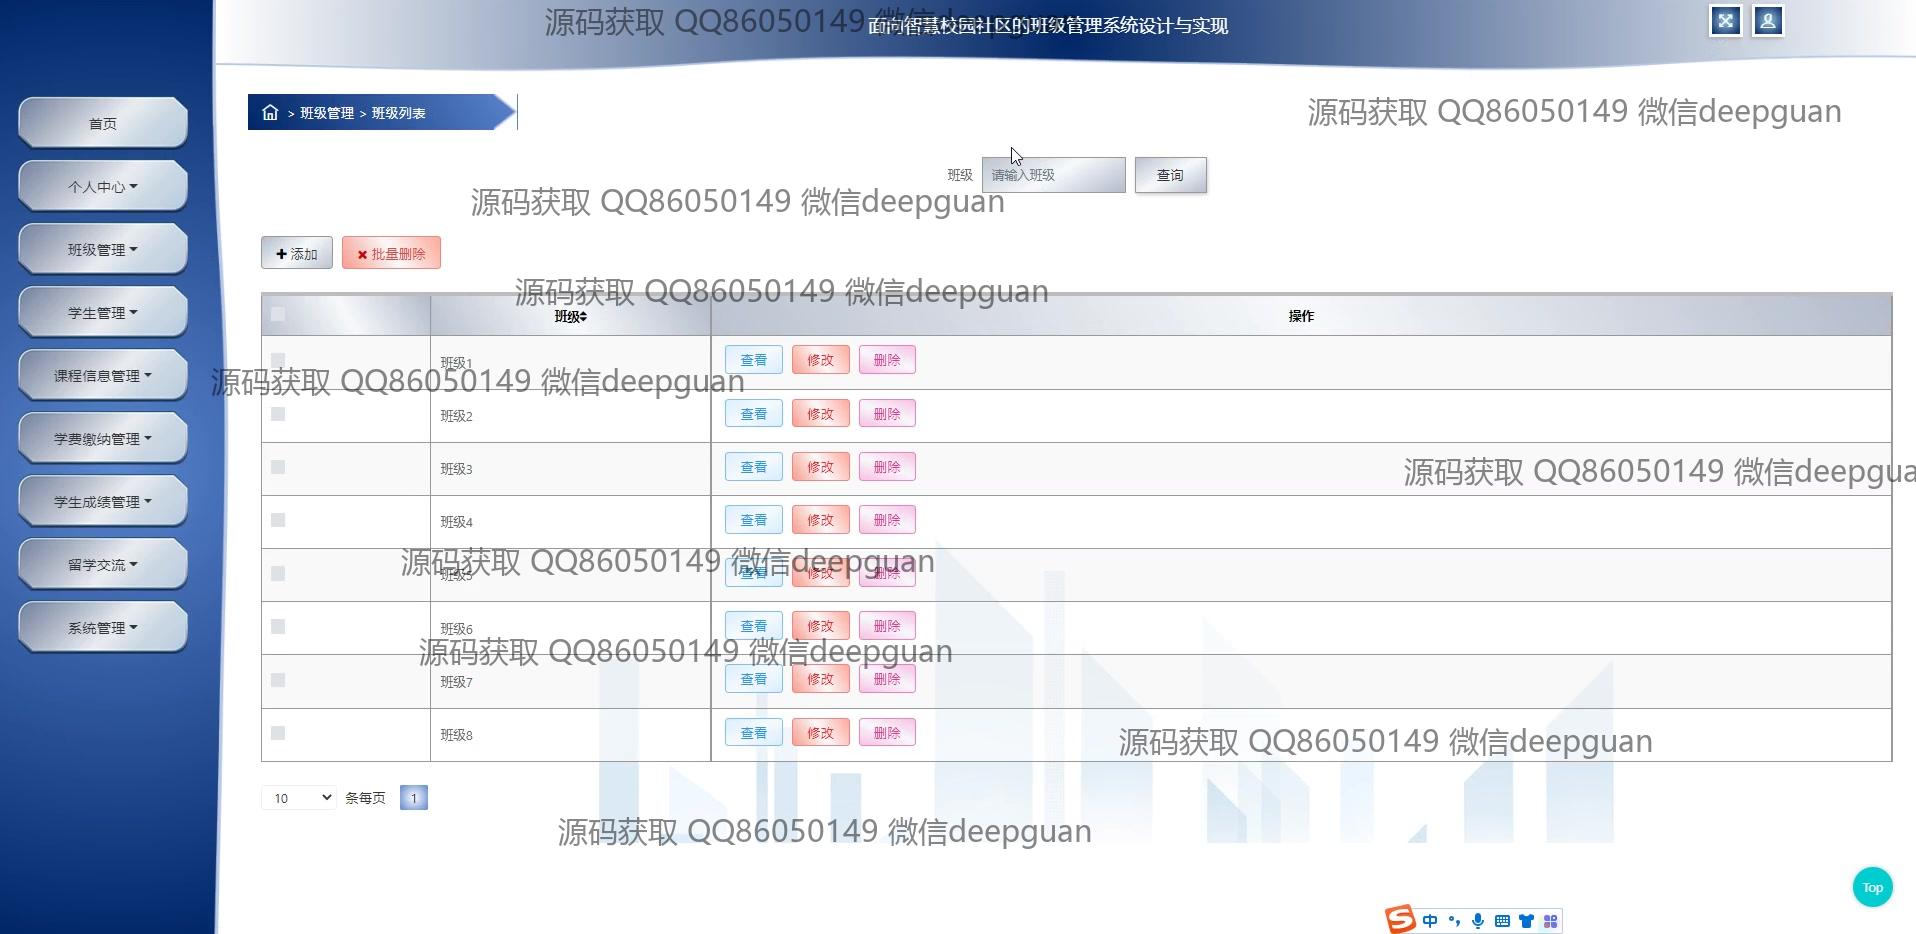 源码获取 QQ86050149 微信deepguan
面向智慧校园社区的班级管理系统设计与实现
首页
个人中心
班级管理
学生管理
课程信息管理
学费缴纳管理
学生成绩管理
留学交流
系统管理
> 班级管理 > 班级列表
源码获取 QQ86050149 微信deepguan
班级 请输入班级 查询
源码获取 QQ86050149 微信deepguan
添加 批量删除
源码获取 QQ86050149 微信deepguan
班级 操作
班级1 查看 修改 删除
源码获取 QQ86050149 微信deepguan
班级2 查看 修改 删除
班级3 查看 修改 删除
源码获取 QQ86050149 微信deepgua
班级4 查看 修改 删除
源码获取 QQ86050149 微信deepguan
班级5 查看 修改 删除
班级6 查看 修改 删除
源码获取 QQ86050149 微信deepguan
班级7 查看 修改 删除
班级8 查看 修改 删除
源码获取 QQ86050149 微信deepguan
10 条每页 1
源码获取 QQ86050149 微信deepguan
Top
S 中